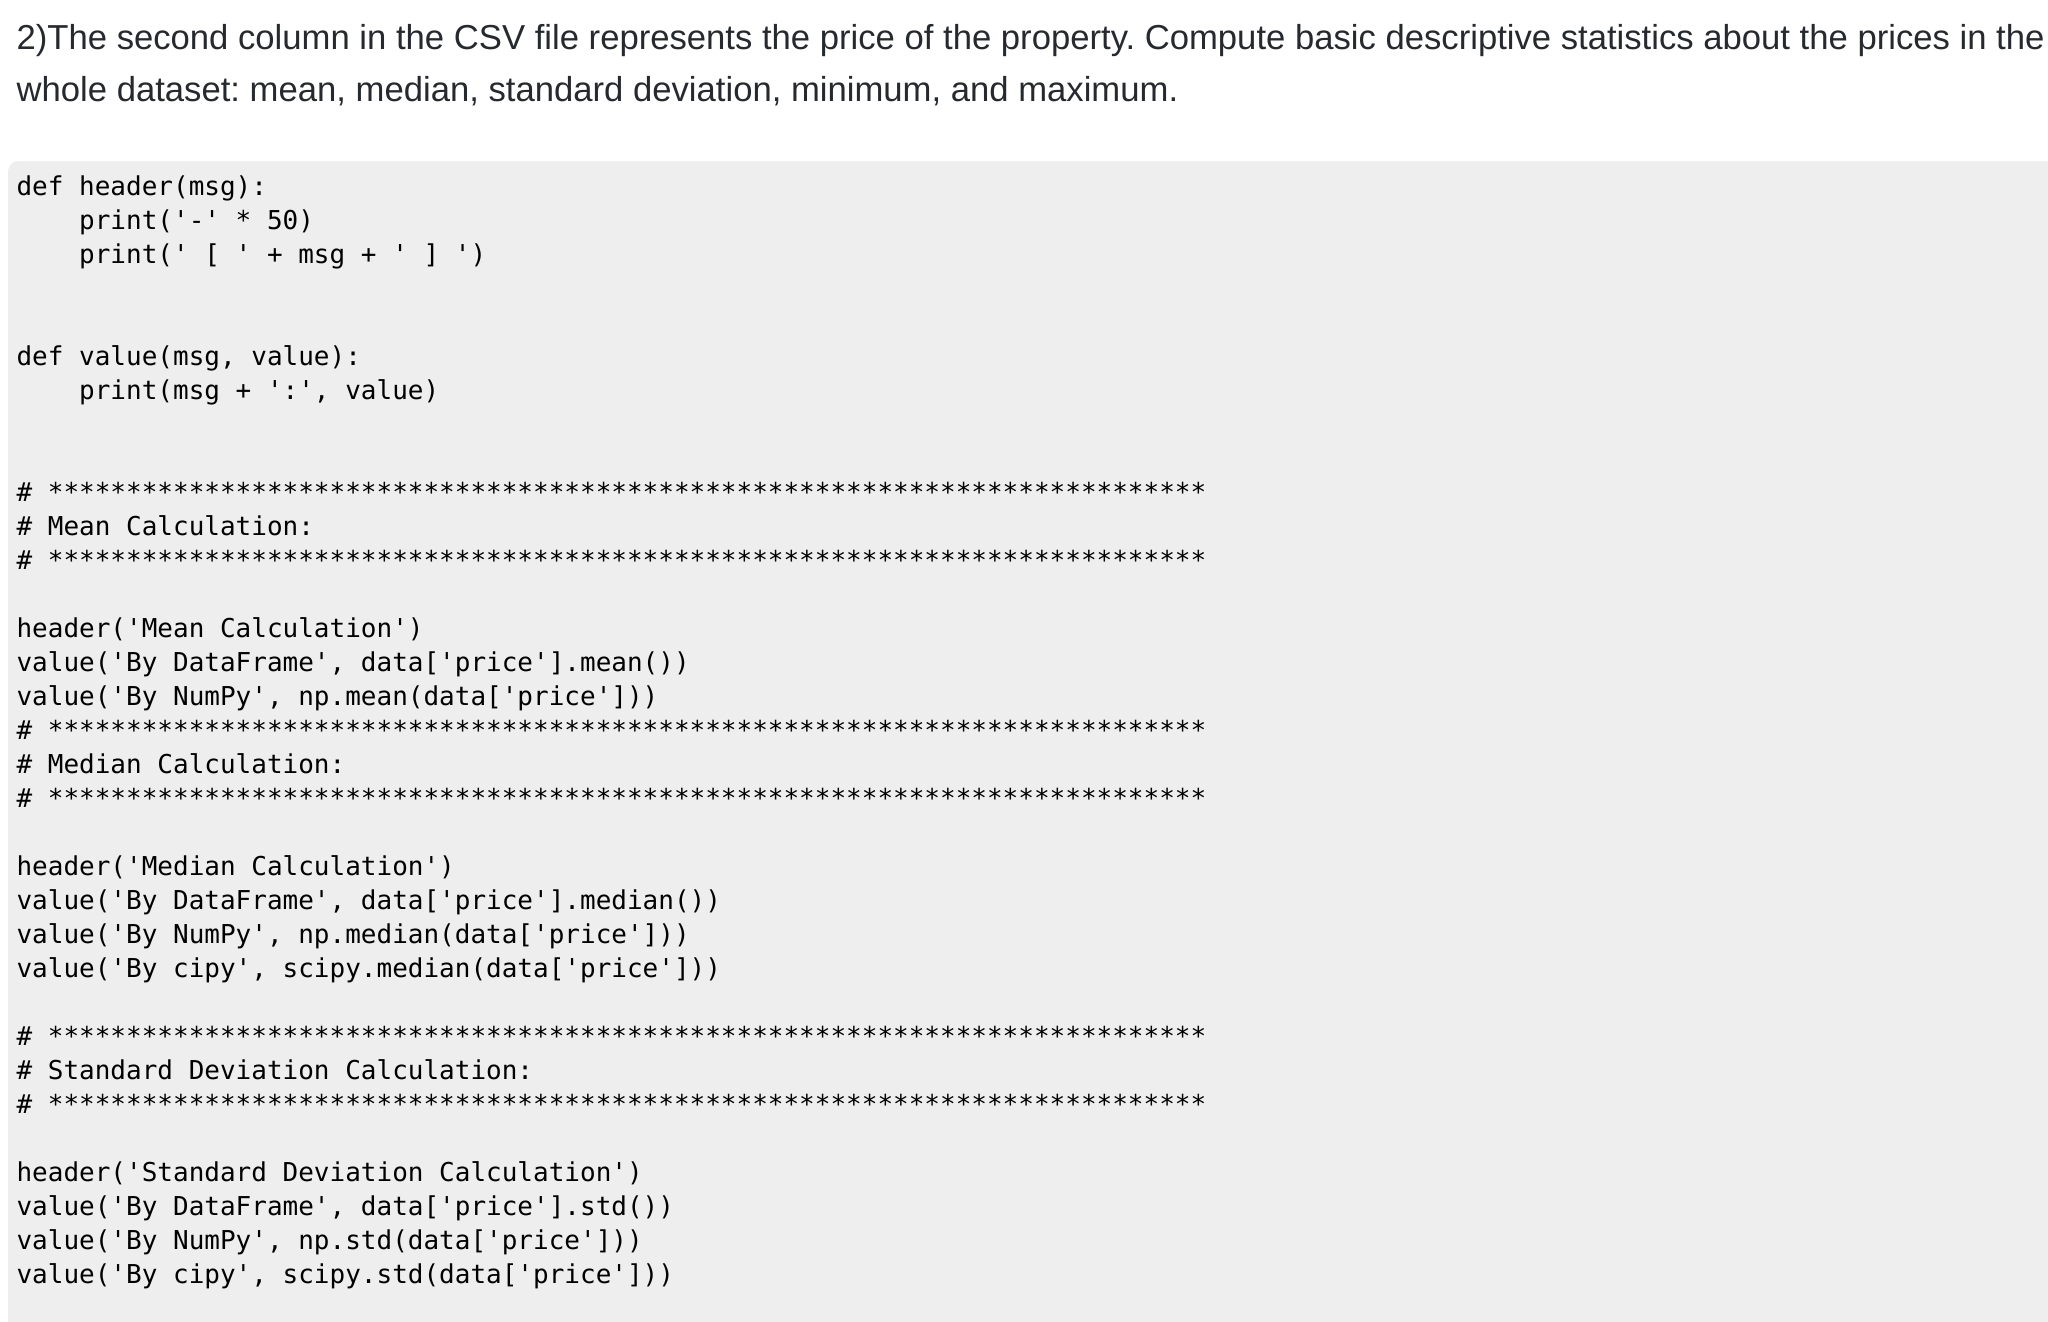 2)The second column in the CSV file represents the price of the property. Compute basic descriptive statistics about the prices in the
whole dataset: mean, median, standard deviation, minimum, and maximum.
def header(msg):
    print('-' * 50)
    print(' [ ' + msg + ' ] ')
def value(msg, value):
    print(msg + ':', value)
# **************************************************************************
# Mean Calculation:
# **************************************************************************
header('Mean Calculation')
value('By DataFrame', data['price'].mean())
value('By NumPy', np.mean(data['price']))
# **************************************************************************
# Median Calculation:
# **************************************************************************
header('Median Calculation')
value('By DataFrame', data['price'].median())
value('By NumPy', np.median(data['price']))
value('By cipy', scipy.median(data['price']))
# **************************************************************************
# Standard Deviation Calculation:
# **************************************************************************
header('Standard Deviation Calculation')
value('By DataFrame', data['price'].std())
value('By NumPy', np.std(data['price']))
value('By cipy', scipy.std(data['price']))